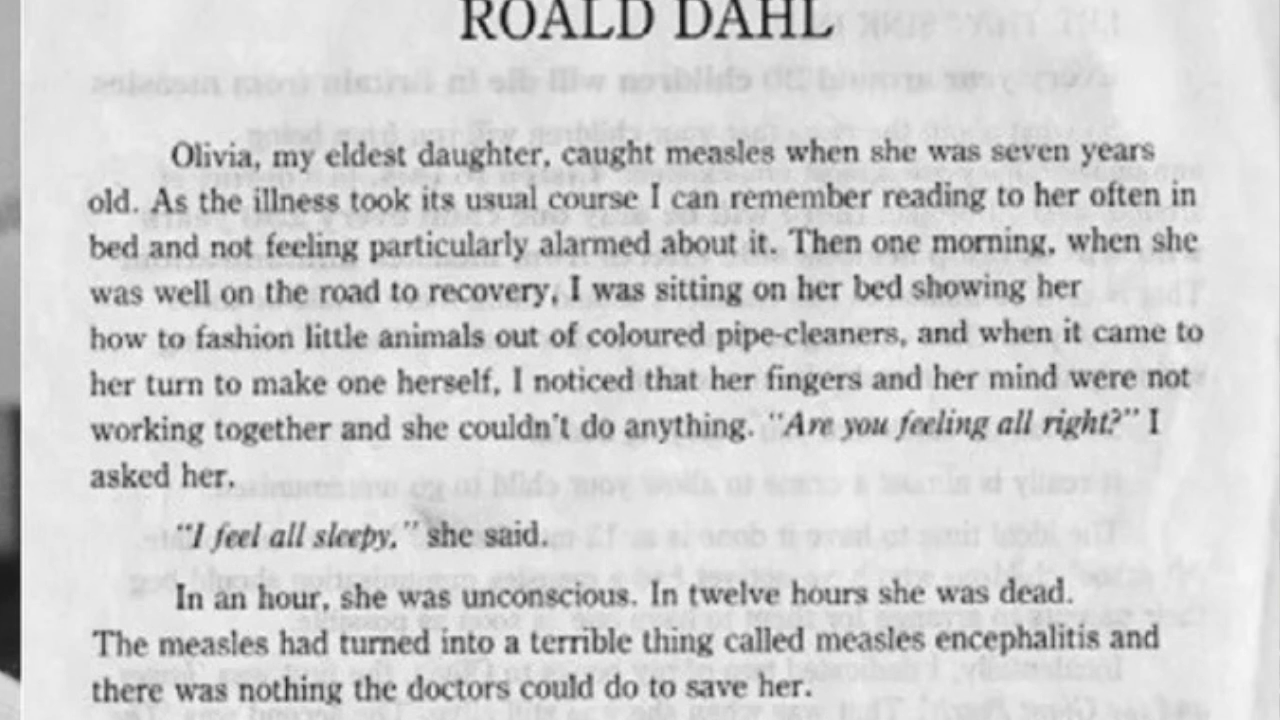 ROALD DAHL
Olivia, my eldest daughter, caught measles when she was seven years
old. As the illness took its usual course I can remember reading to her often in
bed and not feeling particularly alarmed about it. Then one morning, when she
was well on the road to recovery, I was sitting on her bed showing her
how to fashion little animals out of coloured pipe-cleaners, and when it came to
her turn to make one herself, I noticed that her fingers and her mind were not
working together and she couldn't do anything. "Are you feeling all right?" I
asked her.
"I feel all sleepy," she said.
In an hour, she was unconscious. In twelve hours she was dead.
The measles had turned into a terrible thing called measles encephalitis and
there was nothing the doctors could do to save her.